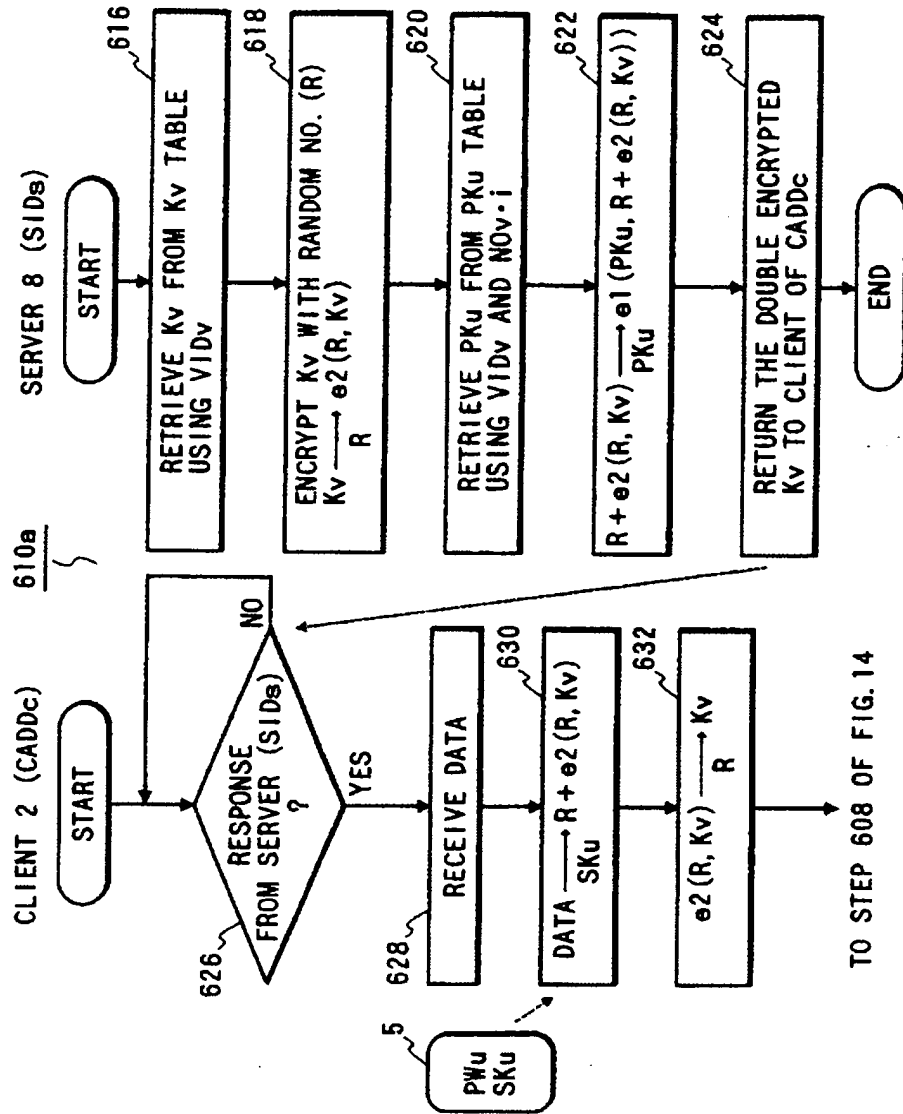 610a
CLIENT 2 (CADDc)
START
RESPONSE
FROM SERVER (SIDs)
?
NO
YES
626
RECEIVE DATA
628
5
PWu
SKu
DATA ⟶ R + e2 (R, Kv)
SKu
630
e2 (R, Kv) ⟶ Kv
R
632
TO STEP 608 OF FIG. 14
SERVER 8 (SIDs)
START
616
RETRIEVE Kv FROM Kv TABLE
USING VIDv
618
ENCRYPT Kv WITH RANDOM NO. (R)
Kv ⟶ e2 (R, Kv)
R
620
RETRIEVE PKu FROM PKu TABLE
USING VIDv AND NOv·i
622
R + e2 (R, Kv) ⟶ e1 (PKu, R + e2 (R, Kv))
PKu
624
RETURN THE DOUBLE ENCRYPTED
Kv TO CLIENT OF CADDc
END